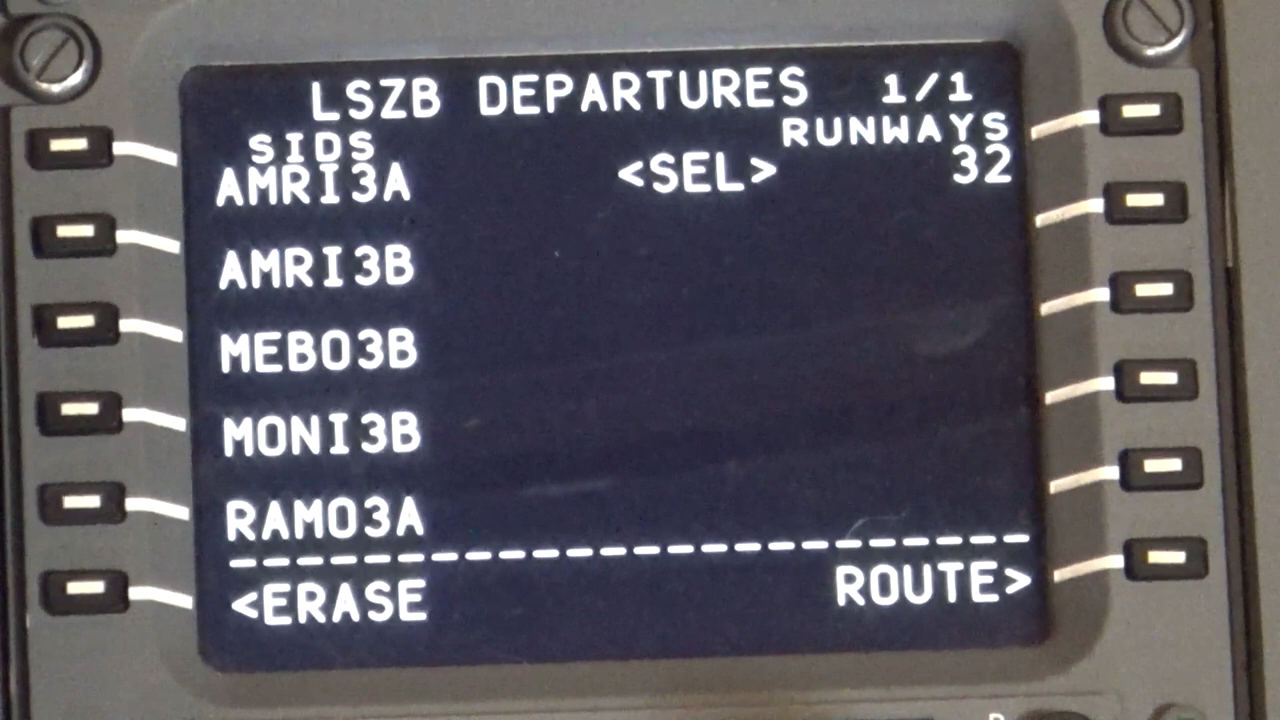 LSZB DEPARTURES 1/1
SIDS RUNWAYS
AMRI3A <SEL> 32
AMRI3B
MEBO3B
MONI3B
RAMO3A
------------------------
<ERASE ROUTE>